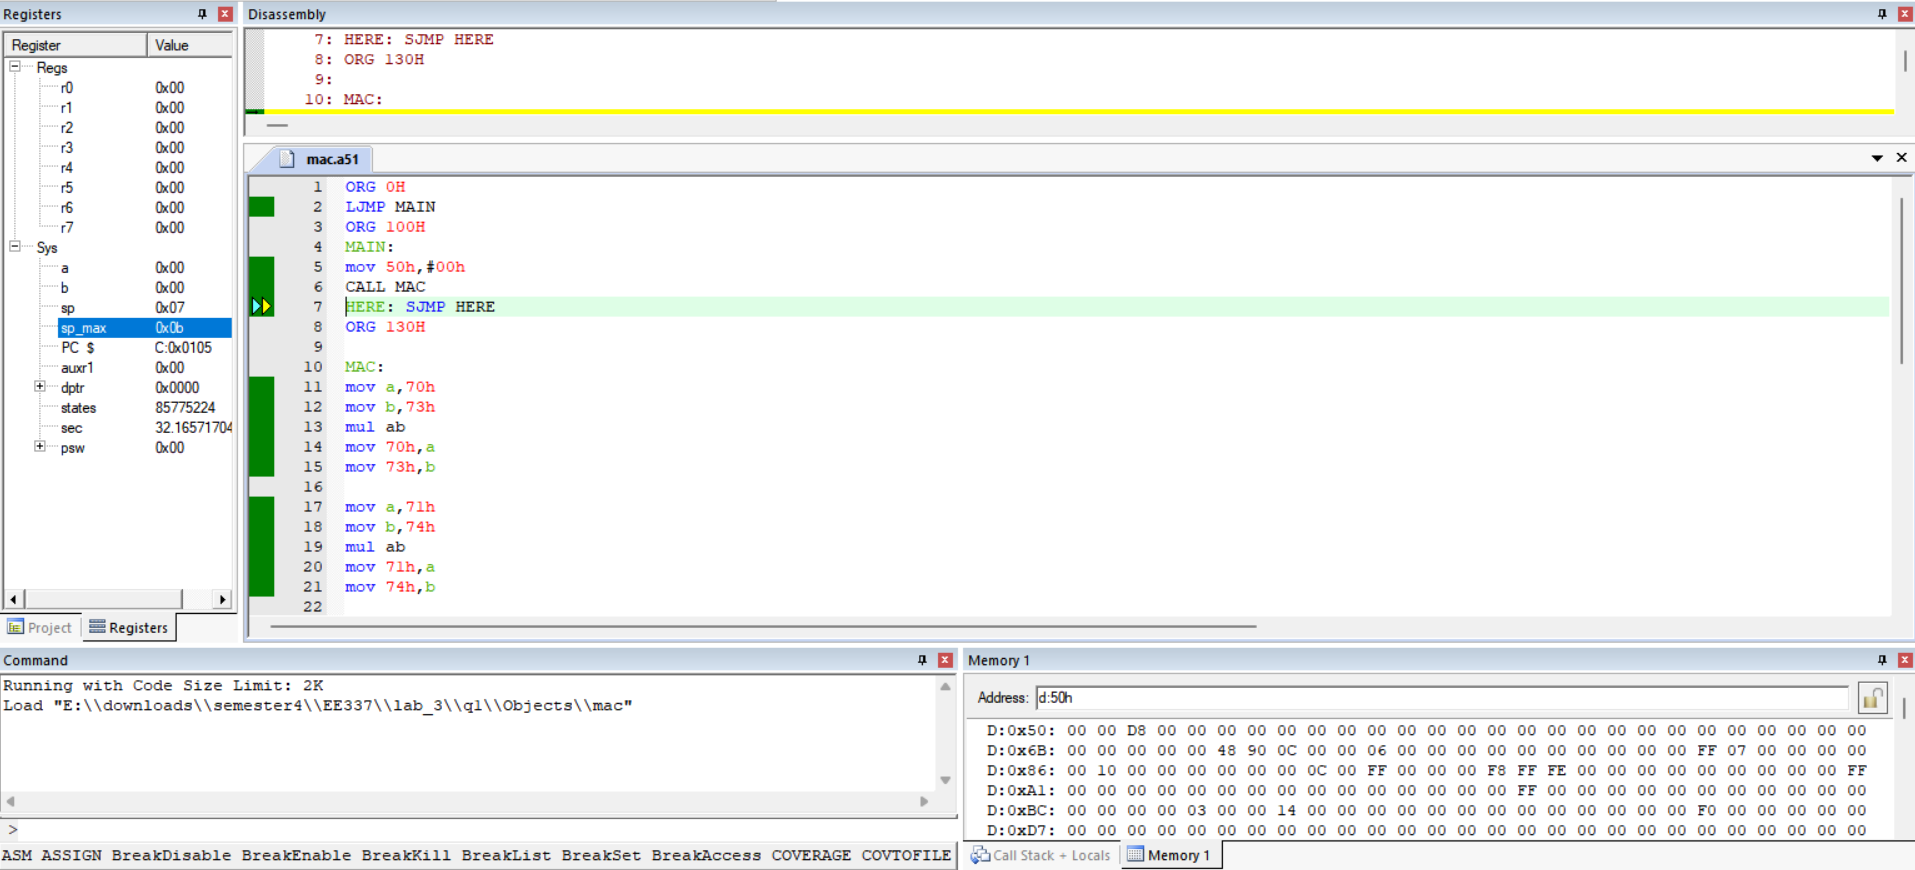 Registers
Register Value
Regs
r0 0x00
r1 0x00
r2 0x00
r3 0x00
r4 0x00
r5 0x00
r6 0x00
r7 0x00
Sys
a 0x00
b 0x00
sp 0x07
sp_max 0x0b
PC $ C:0x0105
auxr1 0x00
dptr 0x0000
states 85775224
sec 32.16571704
psw 0x00
Project Registers
Disassembly
7: HERE: SJMP HERE
8: ORG 130H
9:
10: MAC:
mac.a51
1 ORG 0H
2 LJMP MAIN
3 ORG 100H
4 MAIN:
5 mov 50h,#00h
6 CALL MAC
7 HERE: SJMP HERE
8 ORG 130H
9
10 MAC:
11 mov a,70h
12 mov b,73h
13 mul ab
14 mov 70h,a
15 mov 73h,b
16
17 mov a,71h
18 mov b,74h
19 mul ab
20 mov 71h,a
21 mov 74h,b
22
Command
Running with Code Size Limit: 2K
Load "E:\\downloads\\semester4\\EE337\\lab_3\\q1\\Objects\\mac"
>
ASM ASSIGN BreakDisable BreakEnable BreakKill BreakList BreakSet BreakAccess COVERAGE COVTOFILE
Memory 1
Address: d:50h
D:0x50: 00 00 D8 00 00 00 00 00 00 00 00 00 00 00 00 00 00 00 00 00 00 00 00 00 00 00 00
D:0x6B: 00 00 00 00 00 48 90 0C 00 00 06 00 00 00 00 00 00 00 00 00 00 FF 07 00 00 00 00
D:0x86: 00 10 00 00 00 00 00 00 0C 00 FF 00 00 00 F8 FF FE 00 00 00 00 00 00 00 00 00 FF
D:0xA1: 00 00 00 00 00 00 00 00 00 00 00 00 00 00 00 FF 00 00 00 00 00 00 00 00 00 00 00
D:0xBC: 00 00 00 00 03 00 00 14 00 00 00 00 00 00 00 00 00 00 00 00 00 F0 00 00 00 00 00
D:0xD7: 00 00 00 00 00 00 00 00 00 00 00 00 00 00 00 00 00 00 00 00 00 00 00 00 00 00 00
Call Stack + Locals Memory 1